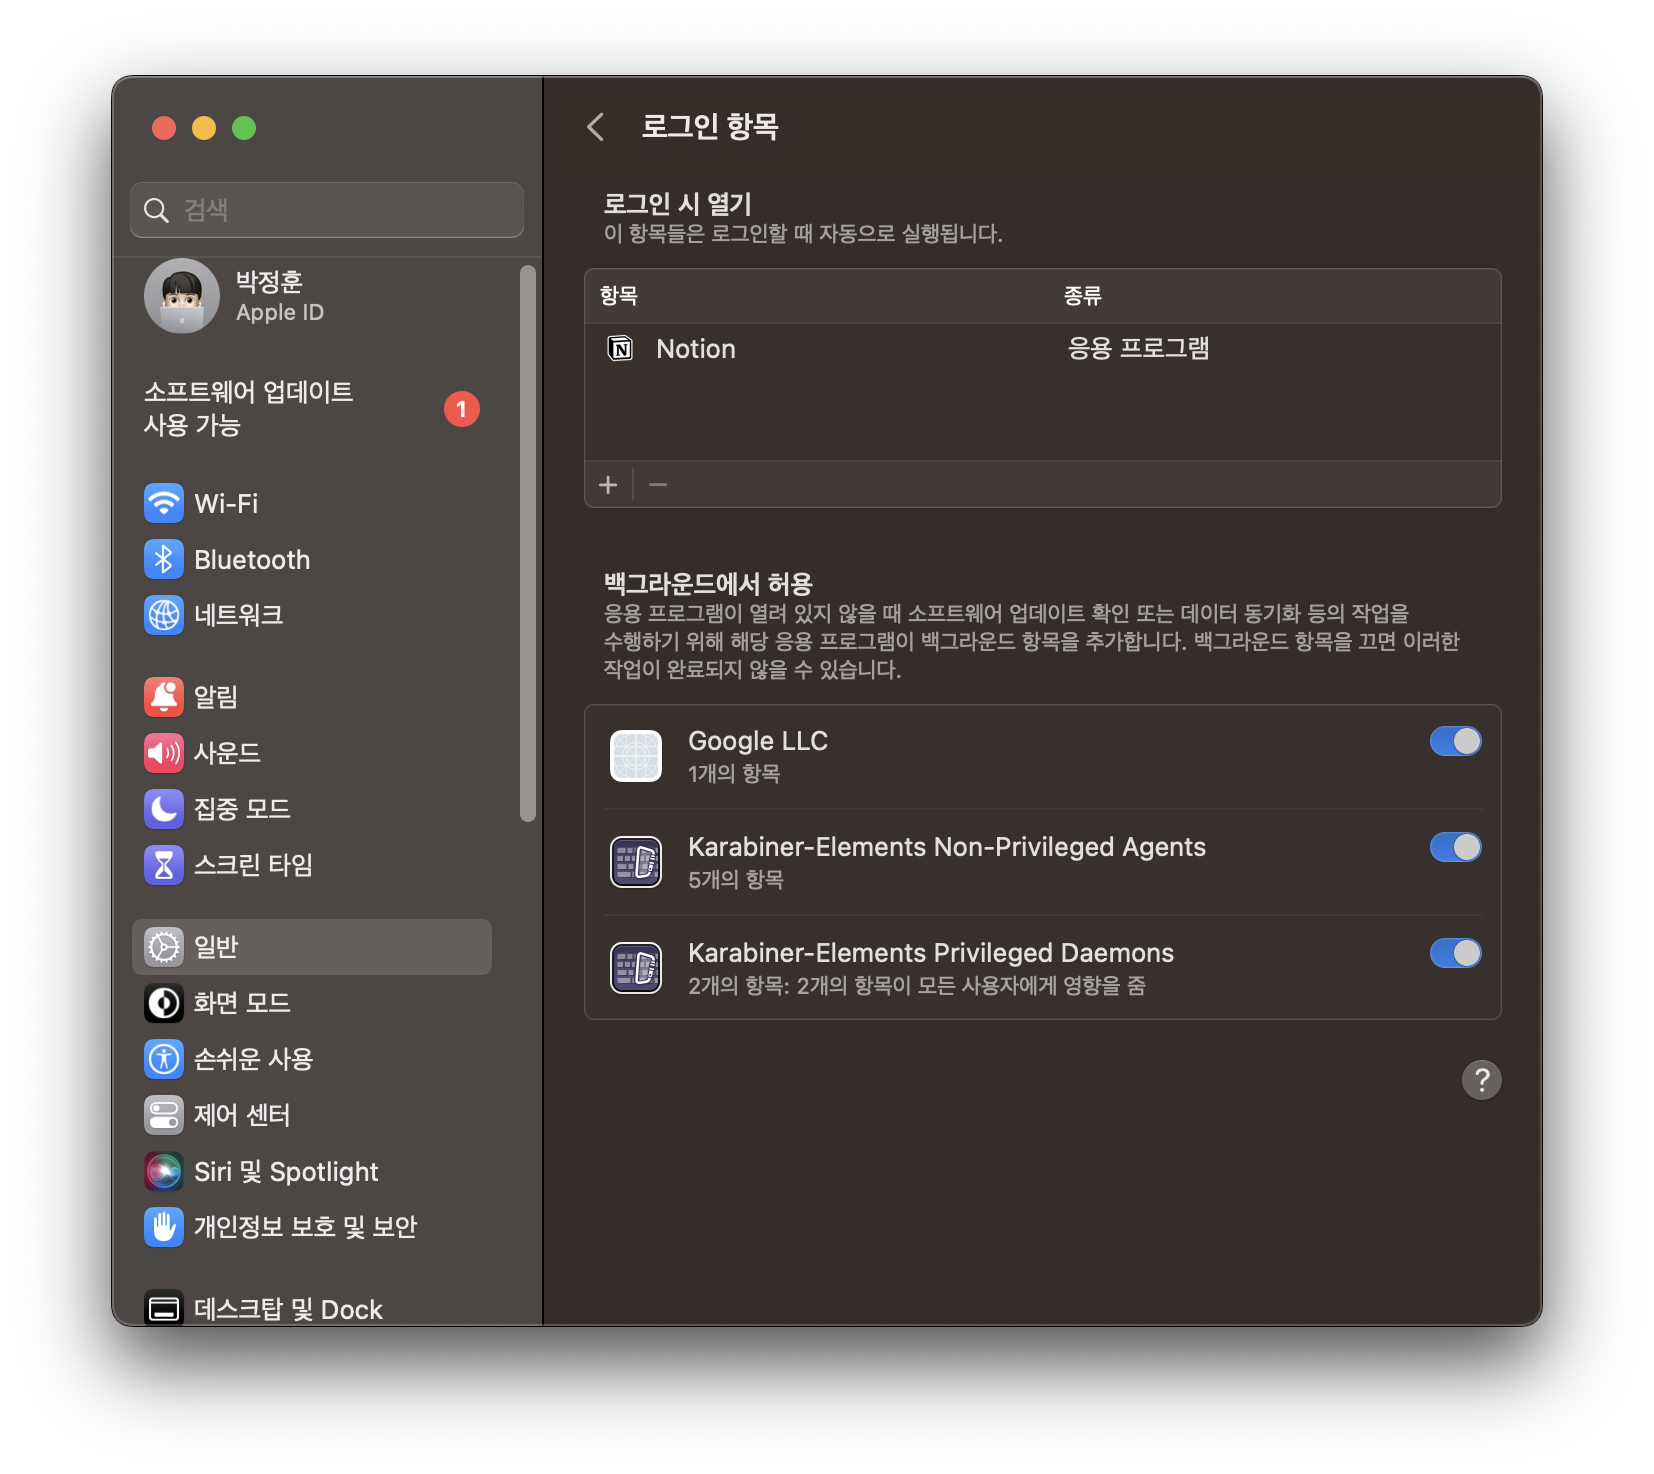 검색
박정훈
Apple ID
소프트웨어 업데이트
사용 가능
1
Wi-Fi
Bluetooth
네트워크
알림
사운드
집중 모드
스크린 타임
일반
화면 모드
손쉬운 사용
제어 센터
Siri 및 Spotlight
개인정보 보호 및 보안
데스크탑 및 Dock
로그인 항목
로그인 시 열기
이 항목들은 로그인할 때 자동으로 실행됩니다.
항목 종류
Notion 응용 프로그램
백그라운드에서 허용
응용 프로그램이 열려 있지 않을 때 소프트웨어 업데이트 확인 또는 데이터 동기화 등의 작업을
수행하기 위해 해당 응용 프로그램이 백그라운드 항목을 추가합니다. 백그라운드 항목을 끄면 이러한
작업이 완료되지 않을 수 있습니다.
Google LLC
1개의 항목
Karabiner-Elements Non-Privileged Agents
5개의 항목
Karabiner-Elements Privileged Daemons
2개의 항목: 2개의 항목이 모든 사용자에게 영향을 줌
?